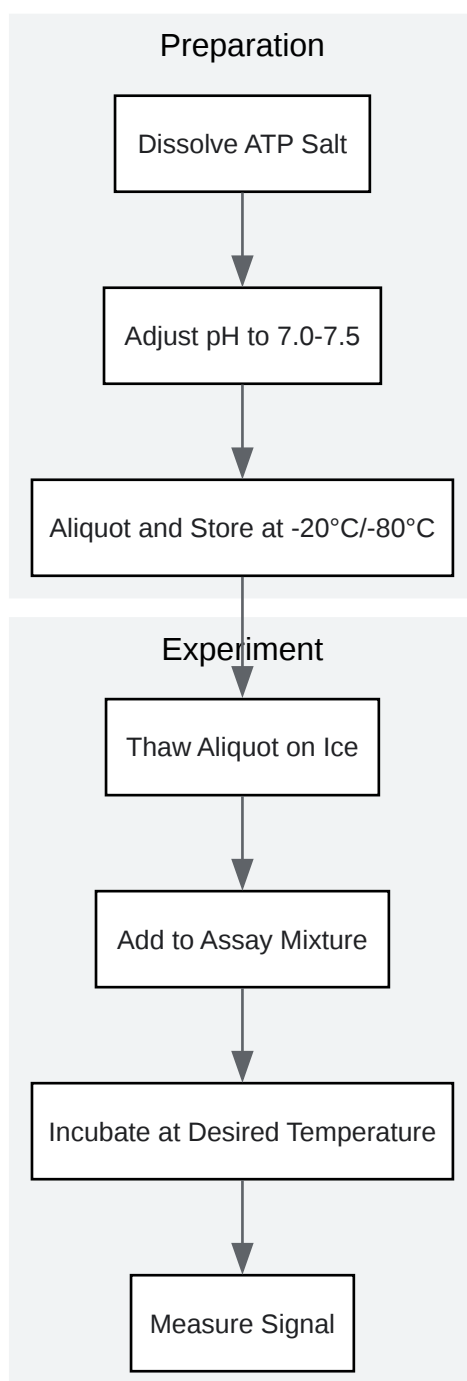 Preparation
Dissolve ATP Salt
Adjust pH to 7.0-7.5
Aliquot and Store at -20°C/-80°C
Experiment
Thaw Aliquot on Ice
Add to Assay Mixture
Incubate at Desired Temperature
Measure Signal